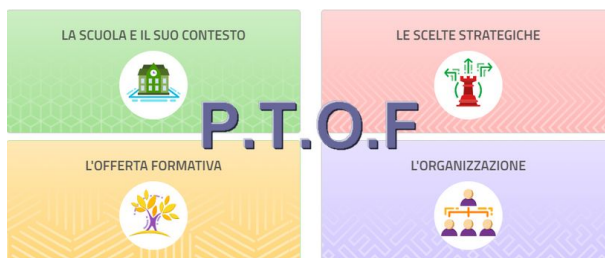 LA SCUOLA E IL SUO CONTESTO
LE SCELTE STRATEGICHE
P.T.O.F
L'OFFERTA FORMATIVA
L'ORGANIZZAZIONE